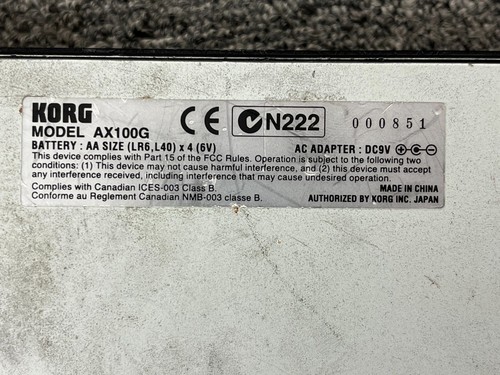 KORG
MODEL AX100G
CE N222 000851
BATTERY : AA SIZE (LR6,L40) x 4 (6V) AC ADAPTER : DC9V
This device complies with Part 15 of the FCC Rules. Operation is subject to the following two
conditions: (1) This device may not cause harmful interference, and (2) this device must accept
any interference received, including interference that may cause undesired operation.
Complies with Canadian ICES-003 Class B.
Conforme au Reglement Canadien NMB-003 classe B.
MADE IN CHINA
AUTHORIZED BY KORG INC. JAPAN